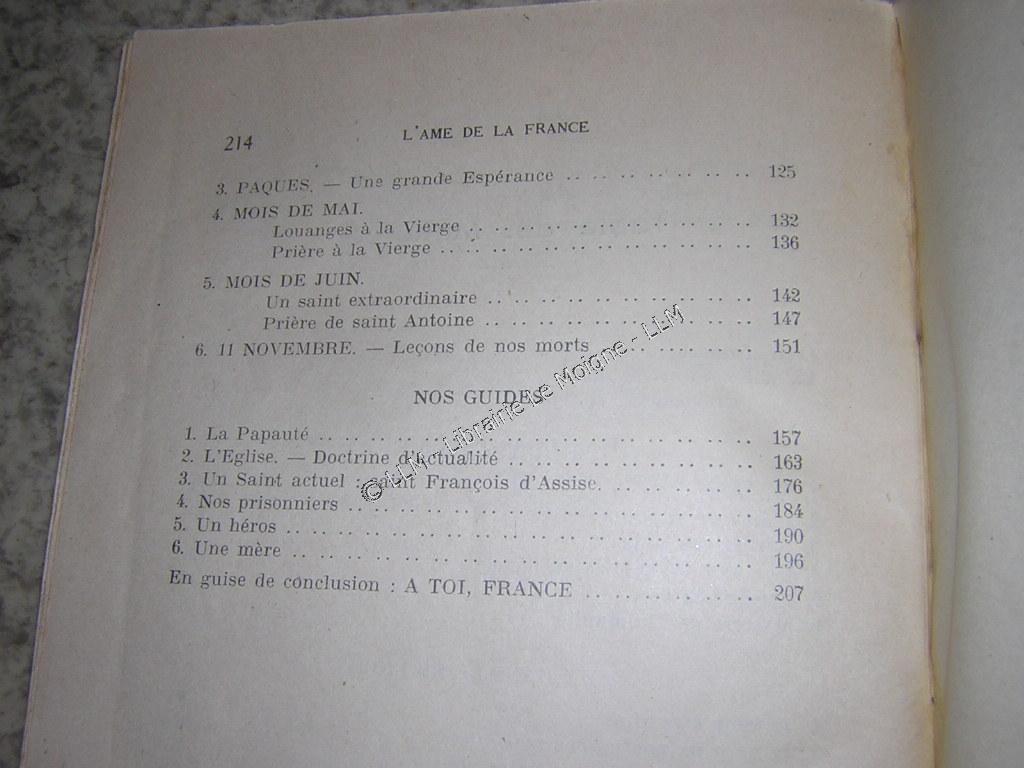 214 L'AME DE LA FRANCE
3. PAQUES. — Une grande Espérance .. .. .. .. .. .. .. 125
4. MOIS DE MAI.
Louanges à la Vierge .. .. .. .. .. .. .. .. .. .. .. 132
Prière à la Vierge .. .. .. .. .. .. .. .. .. .. .. .. 136
5. MOIS DE JUIN.
Un saint extraordinaire .. .. .. .. .. .. .. .. .. .. 142
Prière de saint Antoine .. .. .. .. .. .. .. .. .. .. 147
6. 11 NOVEMBRE. — Leçons de nos morts .. .. .. .. .. .. 151
NOS GUIDES
1. La Papauté .. .. .. .. .. .. .. .. .. .. .. .. .. .. .. .. 157
2. L'Eglise. — Doctrine d'actualité .. .. .. .. .. .. .. .. .. 163
3. Un Saint actuel : saint François d'Assise. .. .. .. .. .. .. 176
4. Nos prisonniers .. .. .. .. .. .. .. .. .. .. .. .. .. .. .. 184
5. Un héros .. .. .. .. .. .. .. .. .. .. .. .. .. .. .. .. .. 190
6. Une mère .. .. .. .. .. .. .. .. .. .. .. .. .. .. .. .. .. 196
En guise de conclusion : A TOI, FRANCE .. .. .. .. .. .. .. 207
© LLM - Librairie Le Moigne - LLM